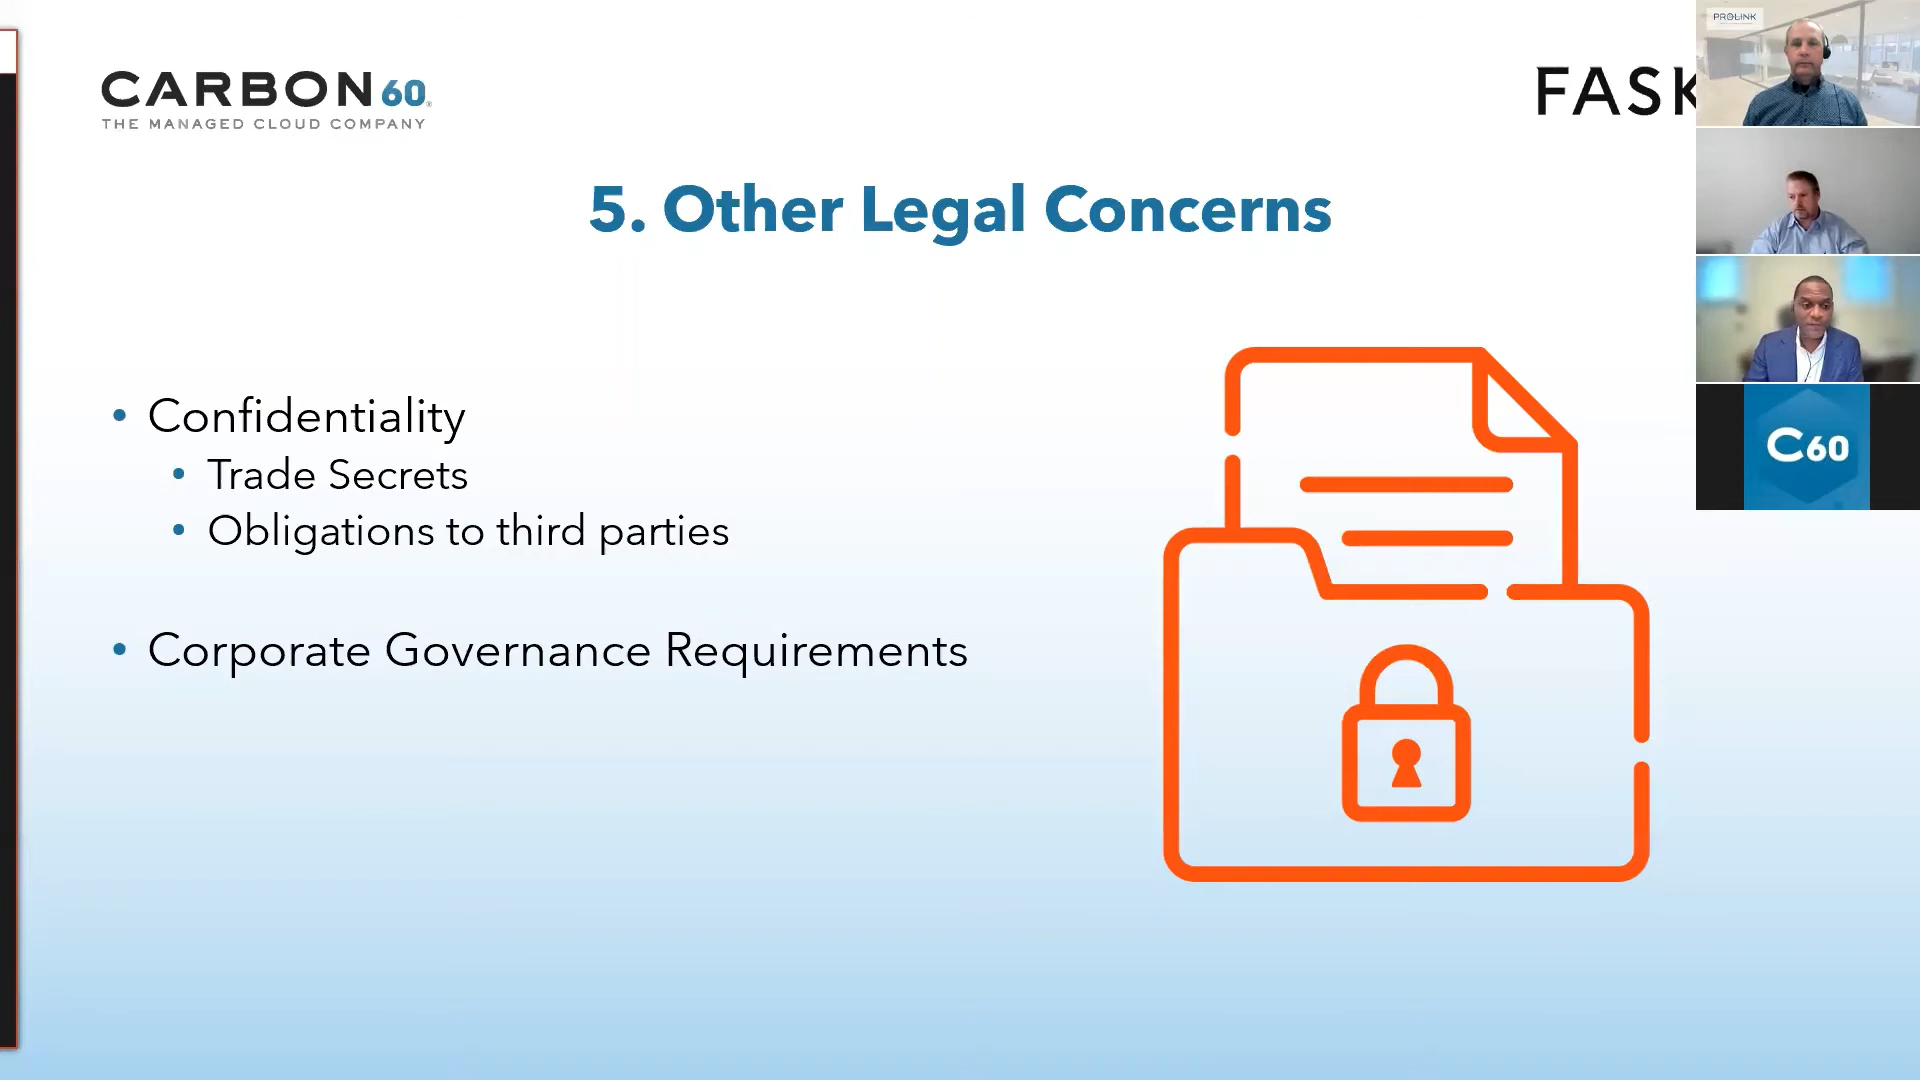 CARBON60
THE MANAGED CLOUD COMPANY
FASK
PROLINK
5. Other Legal Concerns
• Confidentiality
• Trade Secrets
• Obligations to third parties
• Corporate Governance Requirements
C60